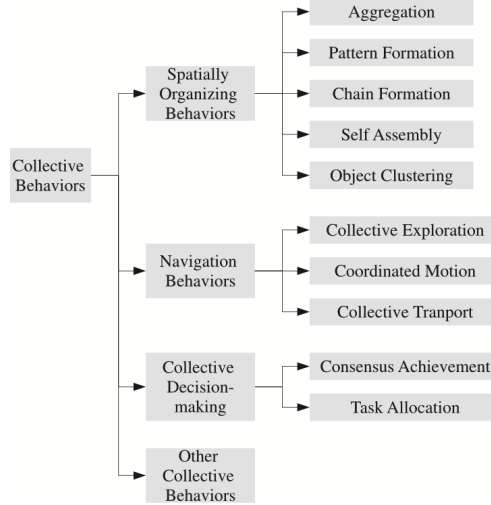 Collective
Behaviors
Spatially
Organizing
Behaviors
Aggregation
Pattern Formation
Chain Formation
Self Assembly
Object Clustering
Navigation
Behaviors
Collective Exploration
Coordinated Motion
Collective Tranport
Collective
Decision-
making
Consensus Achievement
Task Allocation
Other
Collective
Behaviors